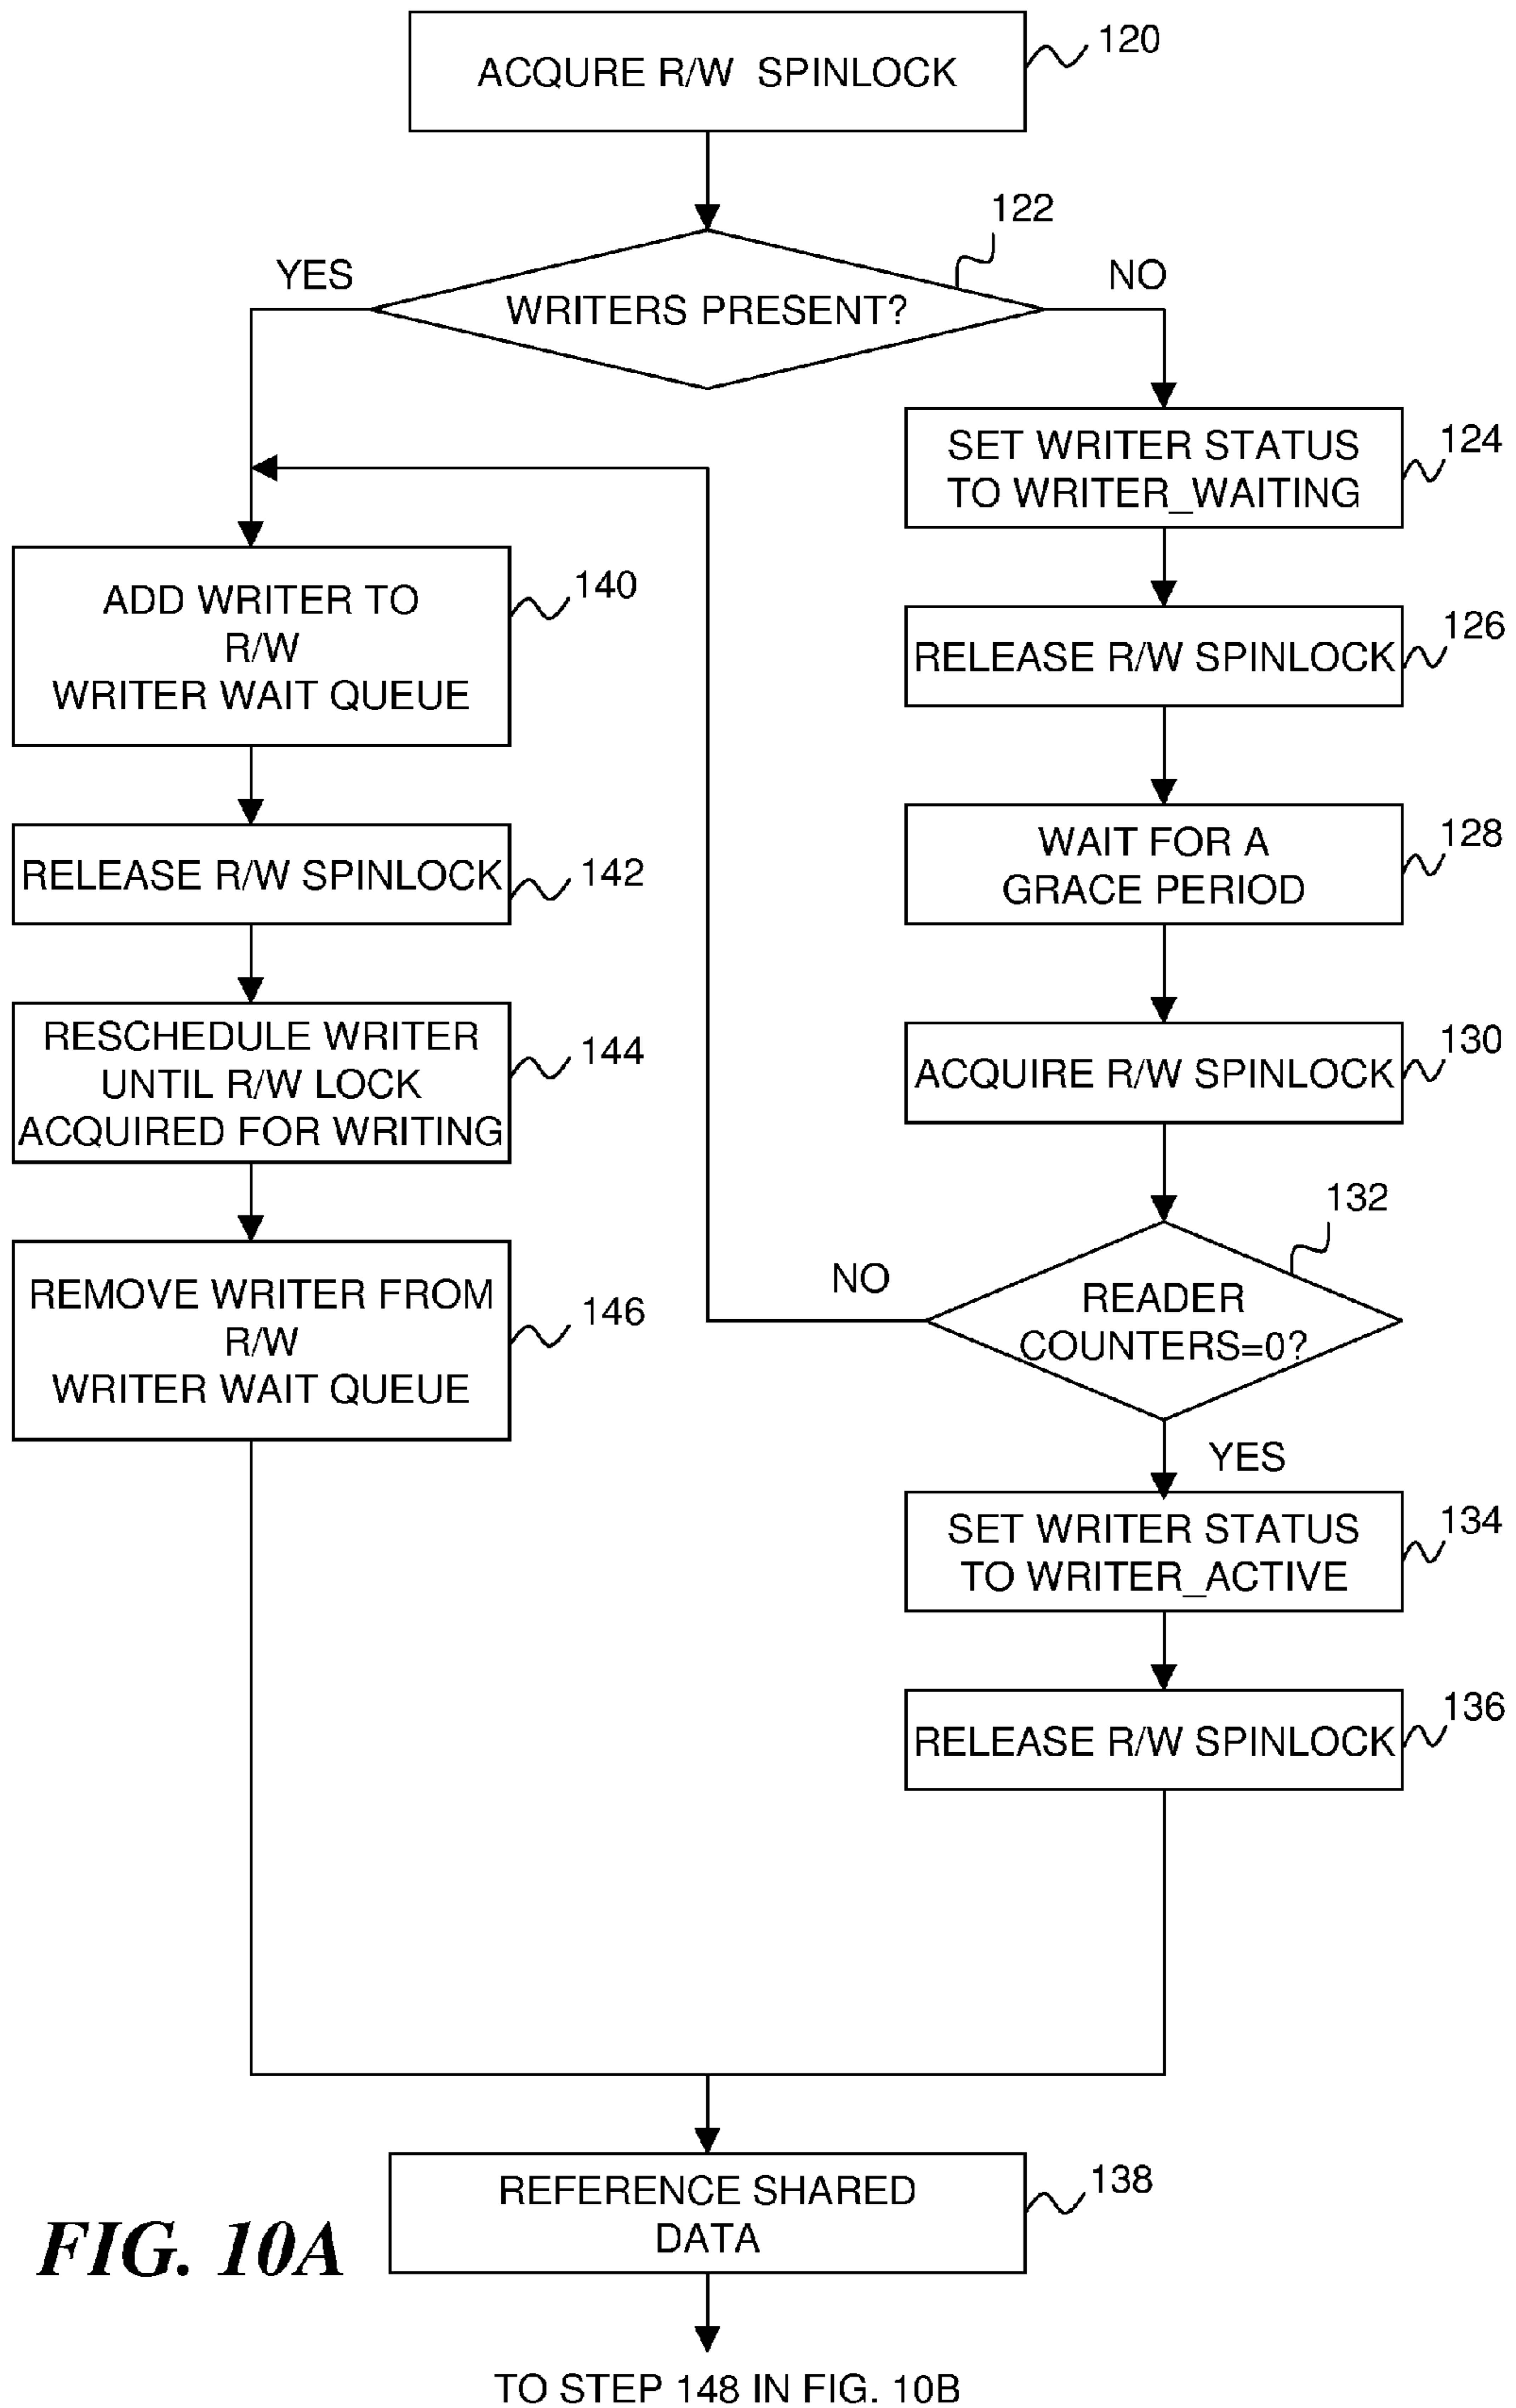 ACQURE R/W SPINLOCK
120
122
YES
NO
WRITERS PRESENT?
SET WRITER STATUS
TO WRITER_WAITING
124
ADD WRITER TO
R/W
WRITER WAIT QUEUE
140
RELEASE R/W SPINLOCK
126
RELEASE R/W SPINLOCK
142
WAIT FOR A
GRACE PERIOD
128
RESCHEDULE WRITER
UNTIL R/W LOCK
ACQUIRED FOR WRITING
144
ACQUIRE R/W SPINLOCK
130
132
REMOVE WRITER FROM
R/W
WRITER WAIT QUEUE
146
NO
READER
COUNTERS=0?
YES
SET WRITER STATUS
TO WRITER_ACTIVE
134
RELEASE R/W SPINLOCK
136
REFERENCE SHARED
DATA
138
FIG. 10A
TO STEP 148 IN FIG. 10B